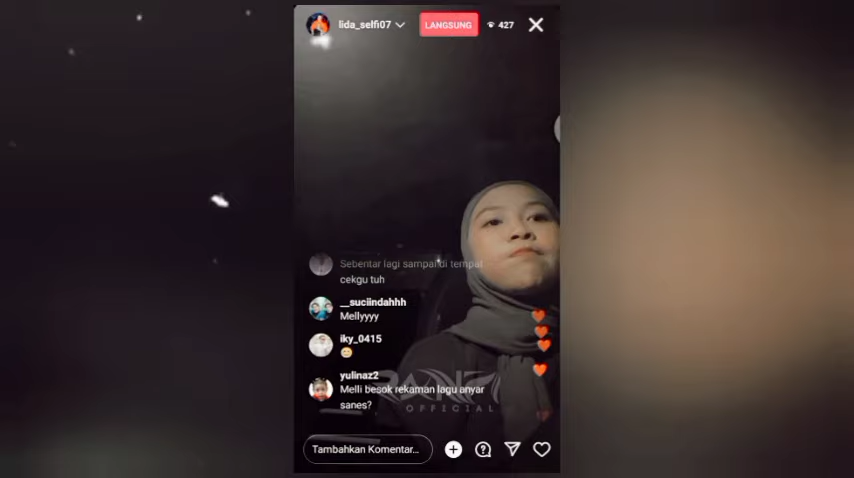 lida_selfi07
LANGSUNG
427
Sebentar lagi sampai di tempat
cekgu tuh
__suciindahhh
Mellyyyy
iky_0415
yulinaz2
Melli besok rekaman lagu anyar
sanes?
OFFICIAL
Tambahkan Komentar...